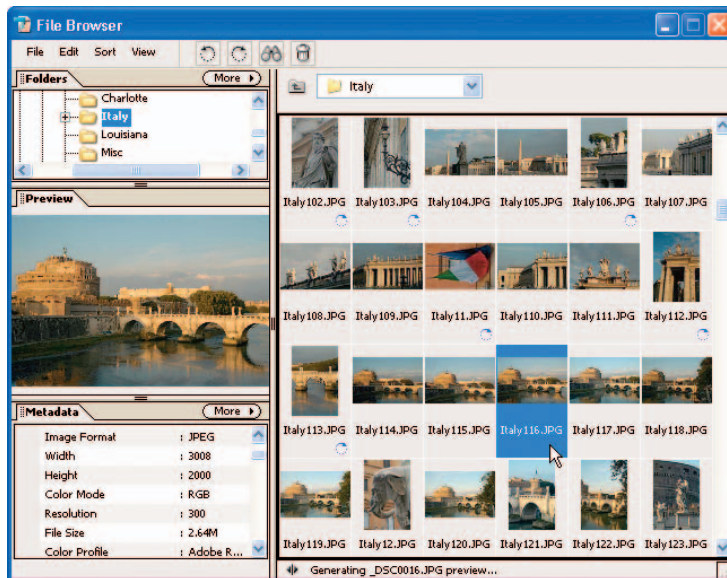 File Browser
File Edit Sort View
Folders
More
Charlotte
Italy
Louisiana
Misc
Preview
Metadata
More
Image Format : JPEG
Width : 3008
Height : 2000
Color Mode : RGB
Resolution : 300
File Size : 2.64M
Color Profile : Adobe R...
Italy
Italy102.JPG Italy103.JPG Italy104.JPG Italy105.JPG Italy106.JPG Italy107.JPG
Italy108.JPG Italy109.JPG Italy11.JPG Italy110.JPG Italy111.JPG Italy112.JPG
Italy113.JPG Italy114.JPG Italy115.JPG Italy116.JPG Italy117.JPG Italy118.JPG
Italy119.JPG Italy12.JPG Italy120.JPG Italy121.JPG Italy122.JPG Italy123.JPG
Generating _DSC0016.JPG preview...